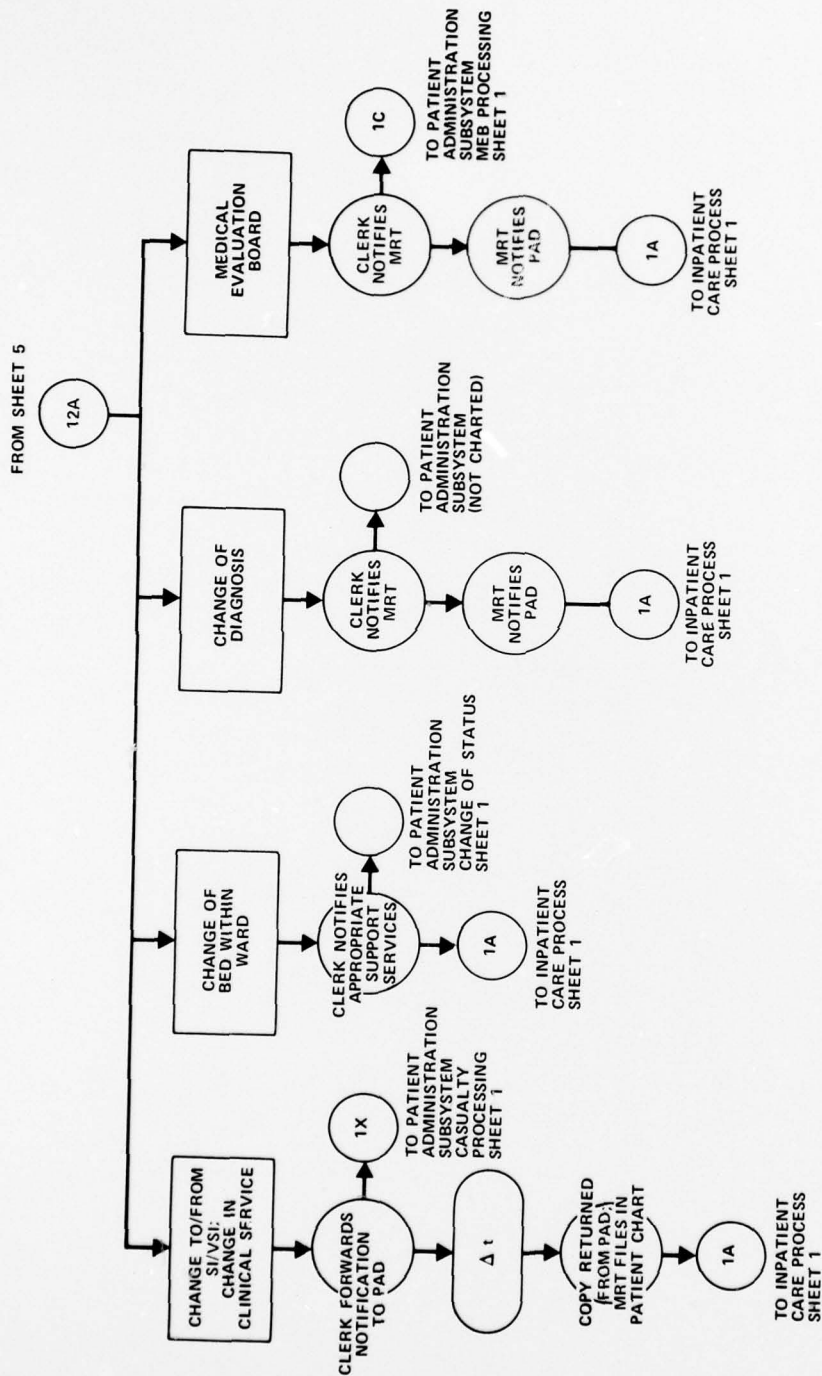 FROM SHEET 5
12A
CHANGE TO/FROM
SI/VSI;
CHANGE IN
CLINICAL SERVICE
CLERK FORWARDS
NOTIFICATION
TO PAD
1X
TO PATIENT
ADMINISTRATION
SUBSYSTEM
CASUALTY
PROCESSING
SHEET 1
Δ t
COPY RETURNED
(FROM PAD;)
MRT FILES IN
PATIENT CHART
1A
TO INPATIENT
CARE PROCESS
SHEET 1
CHANGE OF
BED WITHIN
WARD
CLERK NOTIFIES
APPROPRIATE
SUPPORT
SERVICES
TO PATIENT
ADMINISTRATION
SUBSYSTEM
CHANGE OF STATUS
SHEET 1
1A
TO INPATIENT
CARE PROCESS
SHEET 1
CHANGE OF
DIAGNOSIS
CLERK
NOTIFIES
MRT
TO PATIENT
ADMINISTRATION
SUBSYSTEM
(NOT CHARTED)
MRT
NOTIFIES
PAD
1A
TO INPATIENT
CARE PROCESS
SHEET 1
MEDICAL
EVALUATION
BOARD
CLERK
NOTIFIES
MRT
1C
TO PATIENT
ADMINISTRATION
SUBSYSTEM
MEB PROCESSING
SHEET 1
MRT
NOTIFIES
PAD
1A
TO INPATIENT
CARE PROCESS
SHEET 1